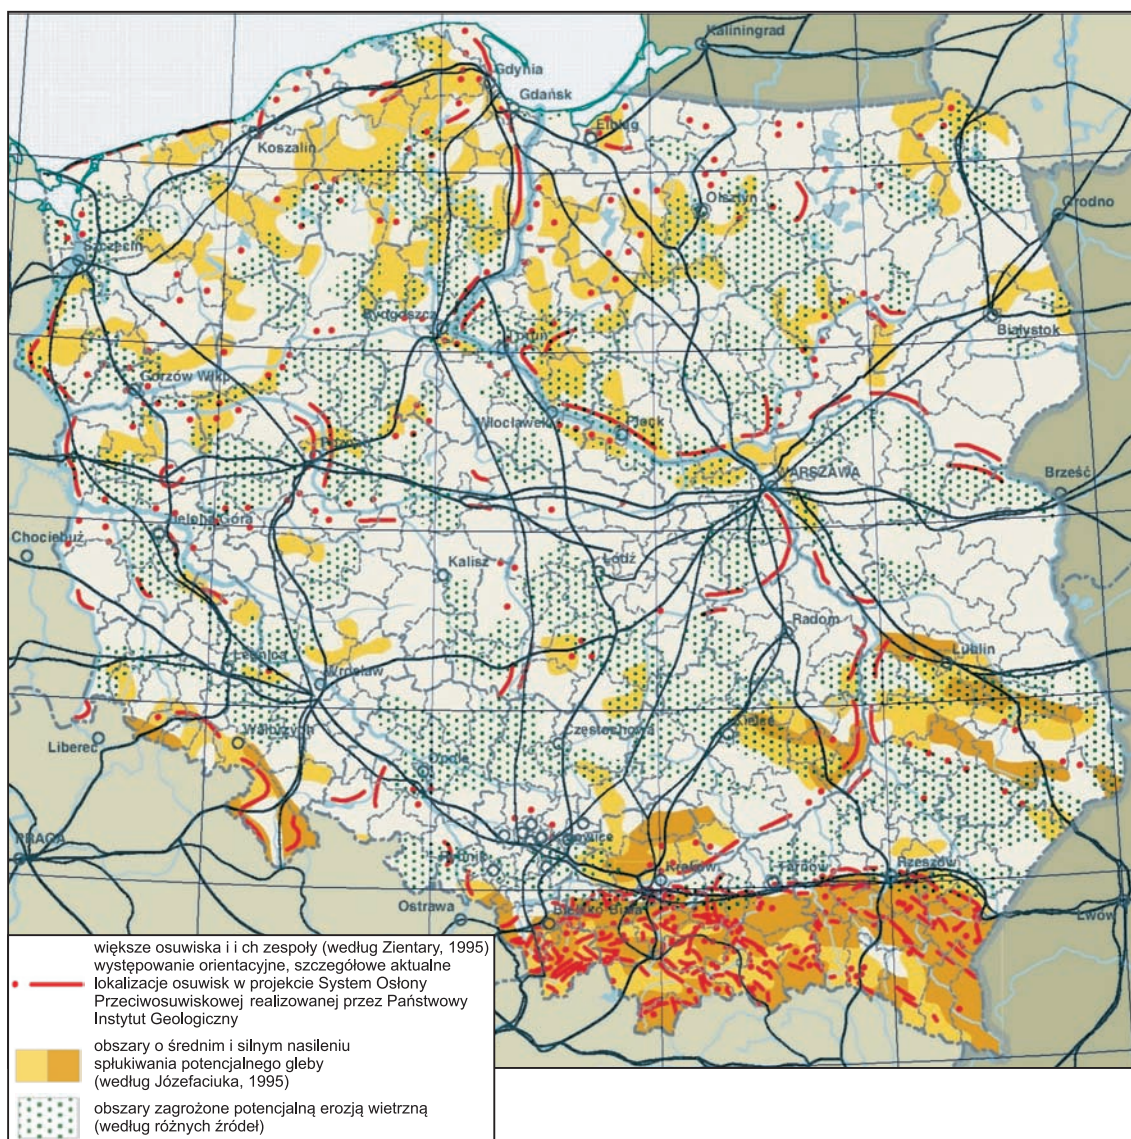 Kaliningrad
Gdynia
Gdańsk
Elbląg
Koszalin
Olsztyn
Grodno
Szczecin
Bydgoszcz
Toruń
Białystok
Gorzów Wlkp.
Włocławek
Płock
WARSZAWA
Brześć
Zielona Góra
Chociebuż
Kalisz
Łódź
Radom
Legnica
Wrocław
Lublin
Liberec
Wałbrzych
Częstochowa
Kielce
Opole
PRAGA
Katowice
Kraków
Tarnów
Rzeszów
Ostrawa
Bielsko Biała
Lwów
większe osuwiska i i ch zespoły (według Zientary, 1995)
występowanie orientacyjne, szczegółowe aktualne
lokalizacje osuwisk w projekcie System Osłony
Przeciwosuwiskowej realizowanej przez Państwowy
Instytut Geologiczny
obszary o średnim i silnym nasileniu
spłukiwania potencjalnego gleby
(według Józefaciuka, 1995)
obszary zagrożone potencjalną erozją wietrzną
(według różnych źródeł)